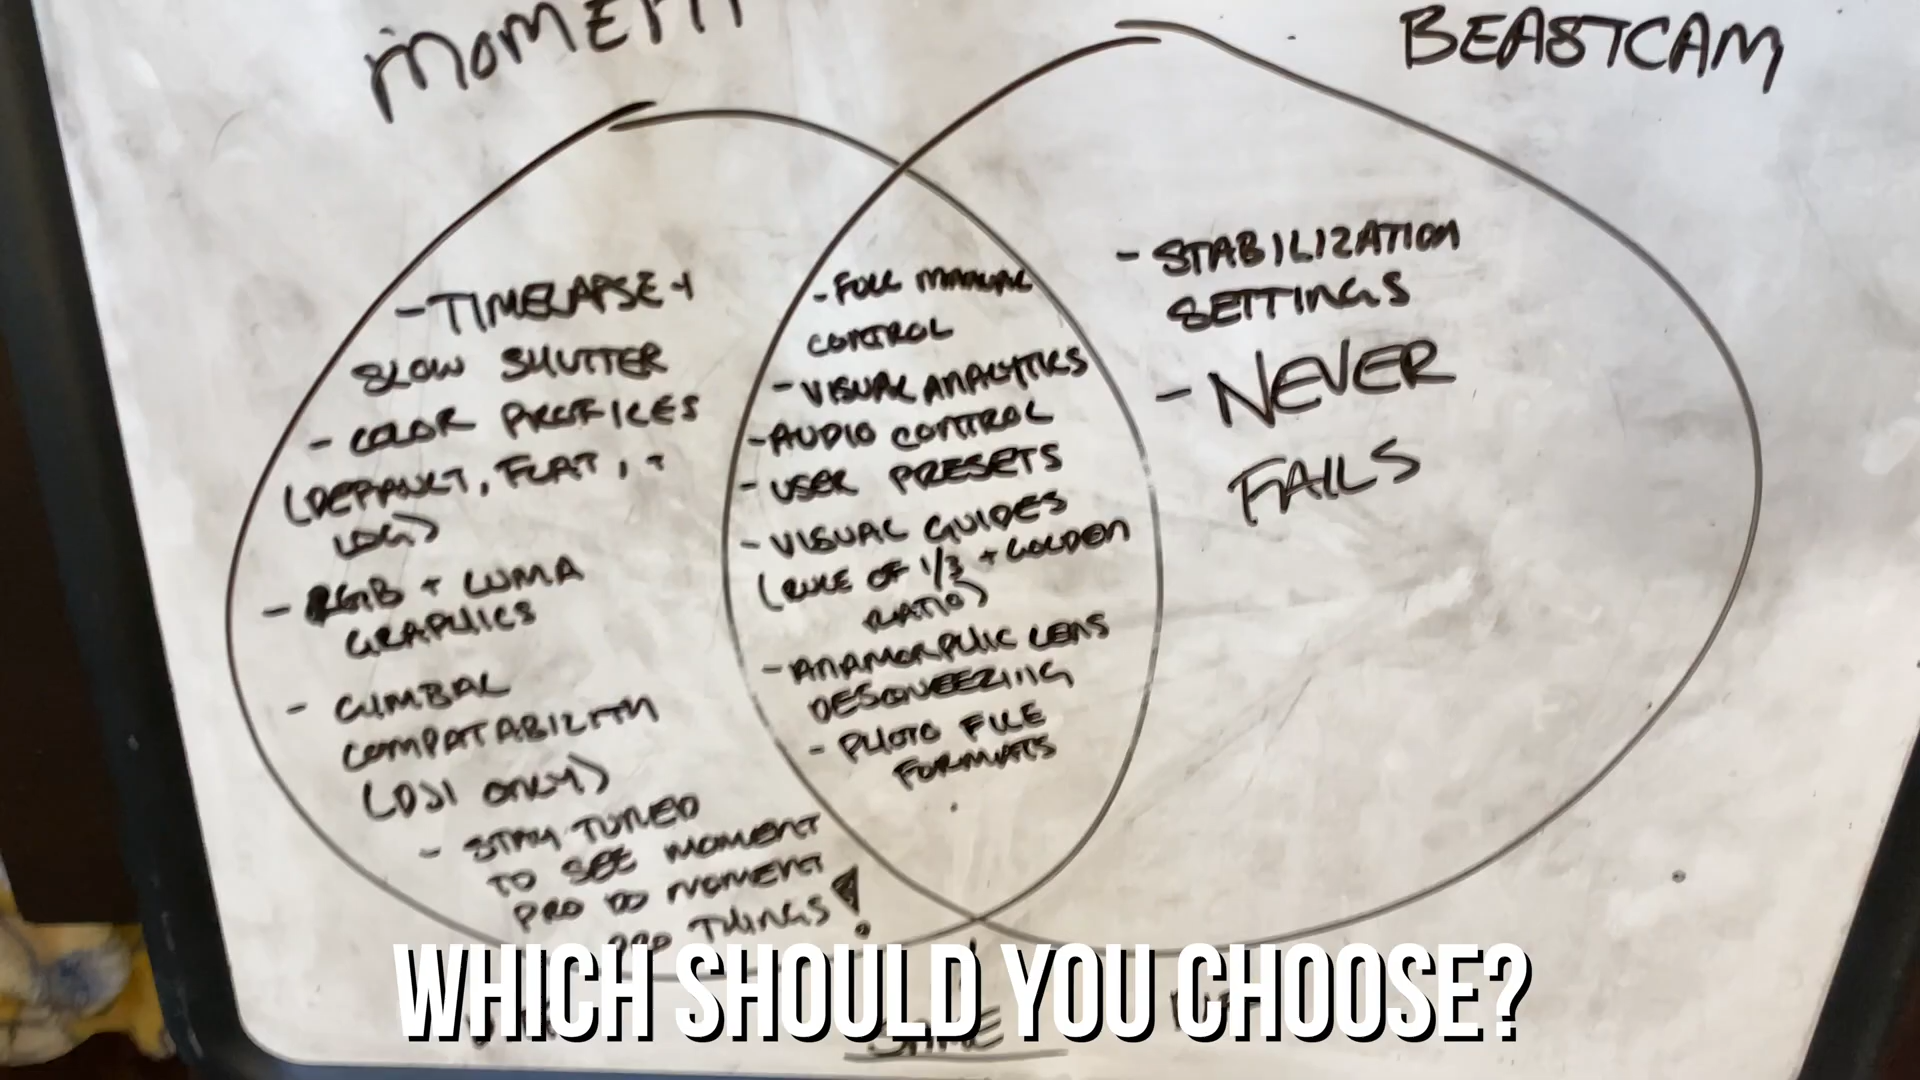 MOMENT
BEASTCAM
- TIMELAPSE +
SLOW SHUTTER
- COLOR PROFILES
(DEFAULT, FLAT, +
LOG)
- RGB + LUMA
GRAPHICS
- GIMBAL
COMPATABILITY
(DJI ONLY)
- STAY TUNED
TO SEE MOMENT
PRO DO MOMENT
PRO THINGS!
- FULL MANUAL
CONTROL
- VISUAL ANALYTICS
- AUDIO CONTROL
- USER PRESETS
- VISUAL GUIDES
(RULE OF 1/3 + GOLDEN
RATIO)
- ANAMORPHIC LENS
DESQUEEZING
- PHOTO FILE
FORMATS
- STABILIZATION
SETTINGS
- NEVER
FAILS
SAME
WHICH SHOULD YOU CHOOSE?